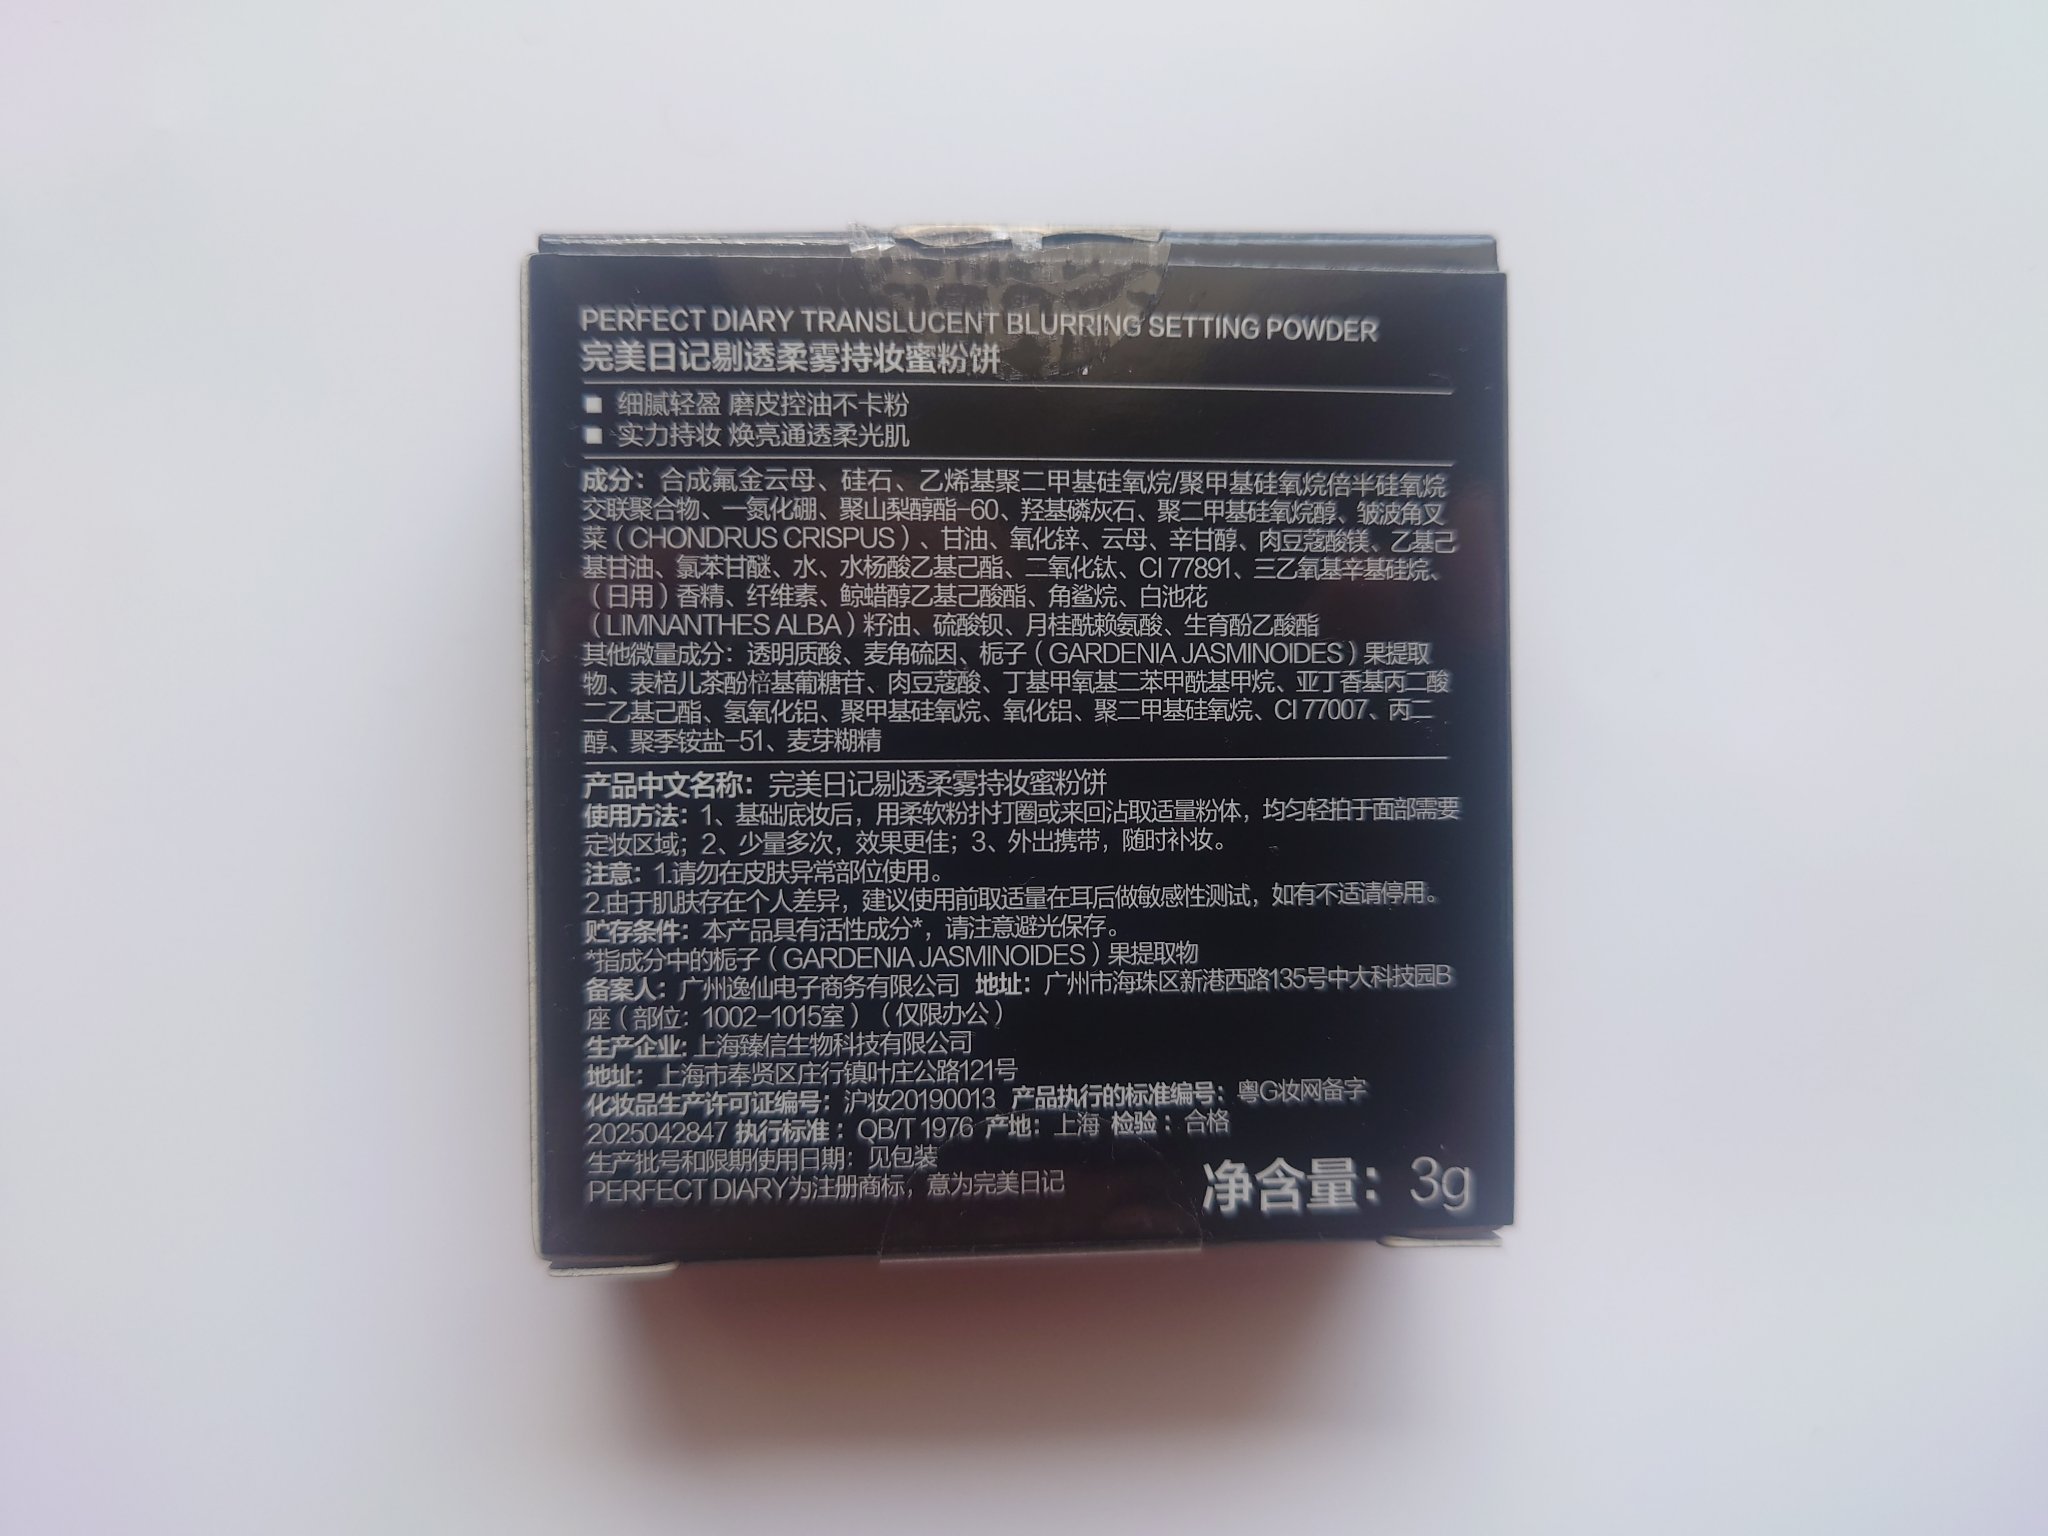 PERFECT DIARY TRANSLUCENT BLURRING SETTING POWDER
完美日记剔透柔雾持妆蜜粉饼
■ 细腻轻盈 磨皮控油不卡粉
■ 实力持妆 焕亮通透柔光肌
成分：合成氟金云母、硅石、乙烯基聚二甲基硅氧烷/聚甲基硅氧烷倍半硅氧烷
交联聚合物、一氮化硼、聚山梨醇酯-60、羟基磷灰石、聚二甲基硅氧烷醇、皱波角叉
菜（CHONDRUS CRISPUS）、甘油、氧化锌、云母、辛甘醇、肉豆蔻酸镁、乙基己
基甘油、氯苯甘醚、水、水杨酸乙基己酯、二氧化钛、CI 77891、三乙氧基辛基硅烷、
（日用）香精、纤维素、鲸蜡醇乙基己酸酯、角鲨烷、白池花
（LIMNANTHES ALBA）籽油、硫酸钡、月桂酰赖氨酸、生育酚乙酸酯
其他微量成分：透明质酸、麦角硫因、栀子（GARDENIA JASMINOIDES）果提取
物、表棓儿茶酚棓基葡糖苷、肉豆蔻酸、丁基甲氧基二苯甲酰基甲烷、亚丁香基丙二酸
二乙基己酯、氢氧化铝、聚甲基硅氧烷、氧化铝、聚二甲基硅氧烷、CI 77007、丙二
醇、聚季铵盐-51、麦芽糊精
产品中文名称：完美日记剔透柔雾持妆蜜粉饼
使用方法：1、基础底妆后，用柔软粉扑打圈或来回沾取适量粉体，均匀轻拍于面部需要
定妆区域；2、少量多次，效果更佳；3、外出携带，随时补妆。
注意：1.请勿在皮肤异常部位使用。
2.由于肌肤存在个人差异，建议使用前取适量在耳后做敏感性测试，如有不适请停用。
贮存条件：本产品具有活性成分*，请注意避光保存。
*指成分中的栀子（GARDENIA JASMINOIDES）果提取物
备案人：广州逸仙电子商务有限公司 地址：广州市海珠区新港西路135号中大科技园B
座（部位：1002-1015室）（仅限办公）
生产企业：上海臻信生物科技有限公司
地址：上海市奉贤区庄行镇叶庄公路121号
化妆品生产许可证编号：沪妆20190013 产品执行的标准编号：粤G妆网备字
2025042847 执行标准：QB/T 1976 产地：上海 检验：合格
生产批号和限期使用日期：见包装
PERFECT DIARY为注册商标，意为完美日记
净含量：3g